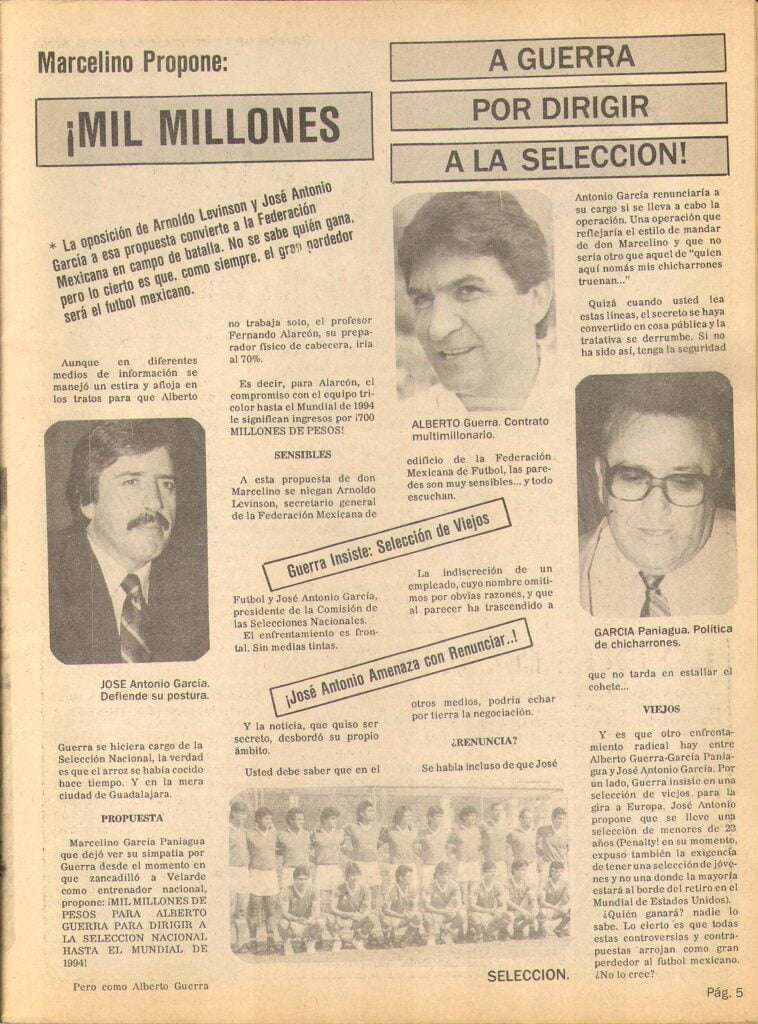 Marcelino Propone:
¡MIL MILLONES
A GUERRA
POR DIRIGIR
A LA SELECCION!
* La oposición de Arnoldo Levinson y José Antonio
García a esa propuesta convierte a la Federación
Mexicana en campo de batalla. No se sabe quién gana,
pero lo cierto es que, como siempre, el gran perdedor
será el futbol mexicano.
Aunque en diferentes
medios de información se
manejó un estira y afloja en
los tratos para que Alberto
JOSE Antonio García.
Defiende su postura.
Guerra se hiciera cargo de la
Selección Nacional, la verdad
es que el arroz se había cocido
hace tiempo. Y en la mera
ciudad de Guadalajara.
PROPUESTA
Marcelino García Paniagua
que dejó ver su simpatía por
Guerra desde el momento en
que zancadilló a Velarde
como entrenador nacional,
propone: ¡MIL MILLONES DE
PESOS PARA ALBERTO
GUERRA PARA DIRIGIR A
LA SELECCION NACIONAL
HASTA EL MUNDIAL DE
1994!
Pero como Alberto Guerra
no trabaja solo, el profesor
Fernando Alarcón, su prepa-
rador físico de cabecera, iría
al 70%.
Es decir, para Alarcón, el
compromiso con el equipo tri-
color hasta el Mundial de 1994
le significan ingresos por ¡700
MILLONES DE PESOS!
SENSIBLES
A esta propuesta de don
Marcelino se niegan Arnoldo
Levinson, secretario general
de la Federación Mexicana de
Guerra Insiste: Selección de Viejos
Futbol y José Antonio García,
presidente de la Comisión de
las Selecciones Nacionales.
El enfrentamiento es fron-
tal. Sin medias tintas.
¡José Antonio Amenaza con Renunciar..!
Y la noticia, que quiso ser
secreto, desbordó su propio
ámbito.
Usted debe saber que en el
ALBERTO Guerra. Contrato
multimillonario.
edificio de la Federación
Mexicana de Futbol, las pare-
des son muy sensibles... y todo
escuchan.
La indiscreción de un
empleado, cuyo nombre omiti-
mos por obvias razones, y que
al parecer ha trascendido a
otros medios, podría echar
por tierra la negociación.
¿RENUNCIA?
Se habla incluso de que José
Antonio García renunciaría a
su cargo si se lleva a cabo la
operación. Una operación que
reflejaría el estilo de mandar
de don Marcelino y que no
sería otro que aquel de "quien
aquí nomás mis chicharrones
truenan..."
Quizá cuando usted lea
estas líneas, el secreto se haya
convertido en cosa pública y la
tratativa se derrumbe. Si no
ha sido así, tenga la seguridad
GARCIA Paniagua. Política
de chicharrones.
que no tarda en estallar el
cohete...
VIEJOS
Y es que otro enfrenta-
miento radical hay entre
Alberto Guerra-García Pania-
gua y José Antonio García. Por
un lado, Guerra insiste en una
selección de viejos para la
gira a Europa. José Antonio
propone que se lleve una
selección de menores de 23
años (Penalty! en su momento,
expuso también la exigencia
de tener una selección de jóve-
nes y no una donde la mayoría
estará al borde del retiro en el
Mundial de Estados Unidos).
¿Quién ganará? nadie lo
sabe. Lo cierto es que todas
estas controversias y contra-
puestas arrojan como gran
perdedor al futbol mexicano.
¿No lo cree?
SELECCION.
Pág. 5